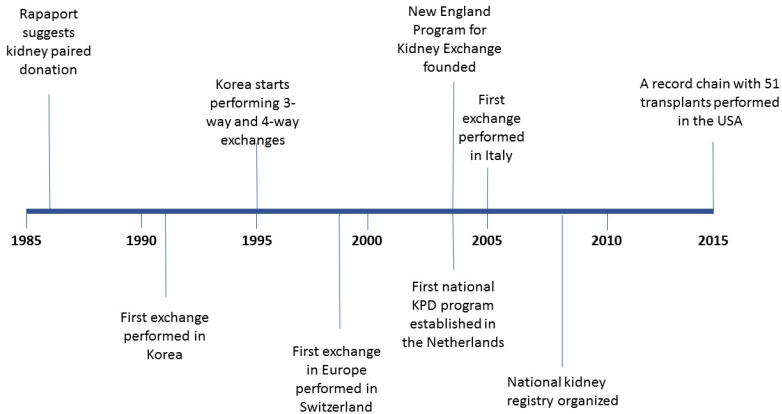 Rapaport
suggests
kidney paired
donation
Korea starts
performing 3-
way and 4-way
exchanges
New England
Program for
Kidney Exchange
founded
First
exchange
performed
in Italy
A record chain with 51
transplants performed
in the USA
1985
1990
1995
2000
2005
2010
2015
First exchange
performed in
Korea
First exchange
in Europe
performed in
Switzerland
First national
KPD program
established in
the Netherlands
National kidney
registry organized